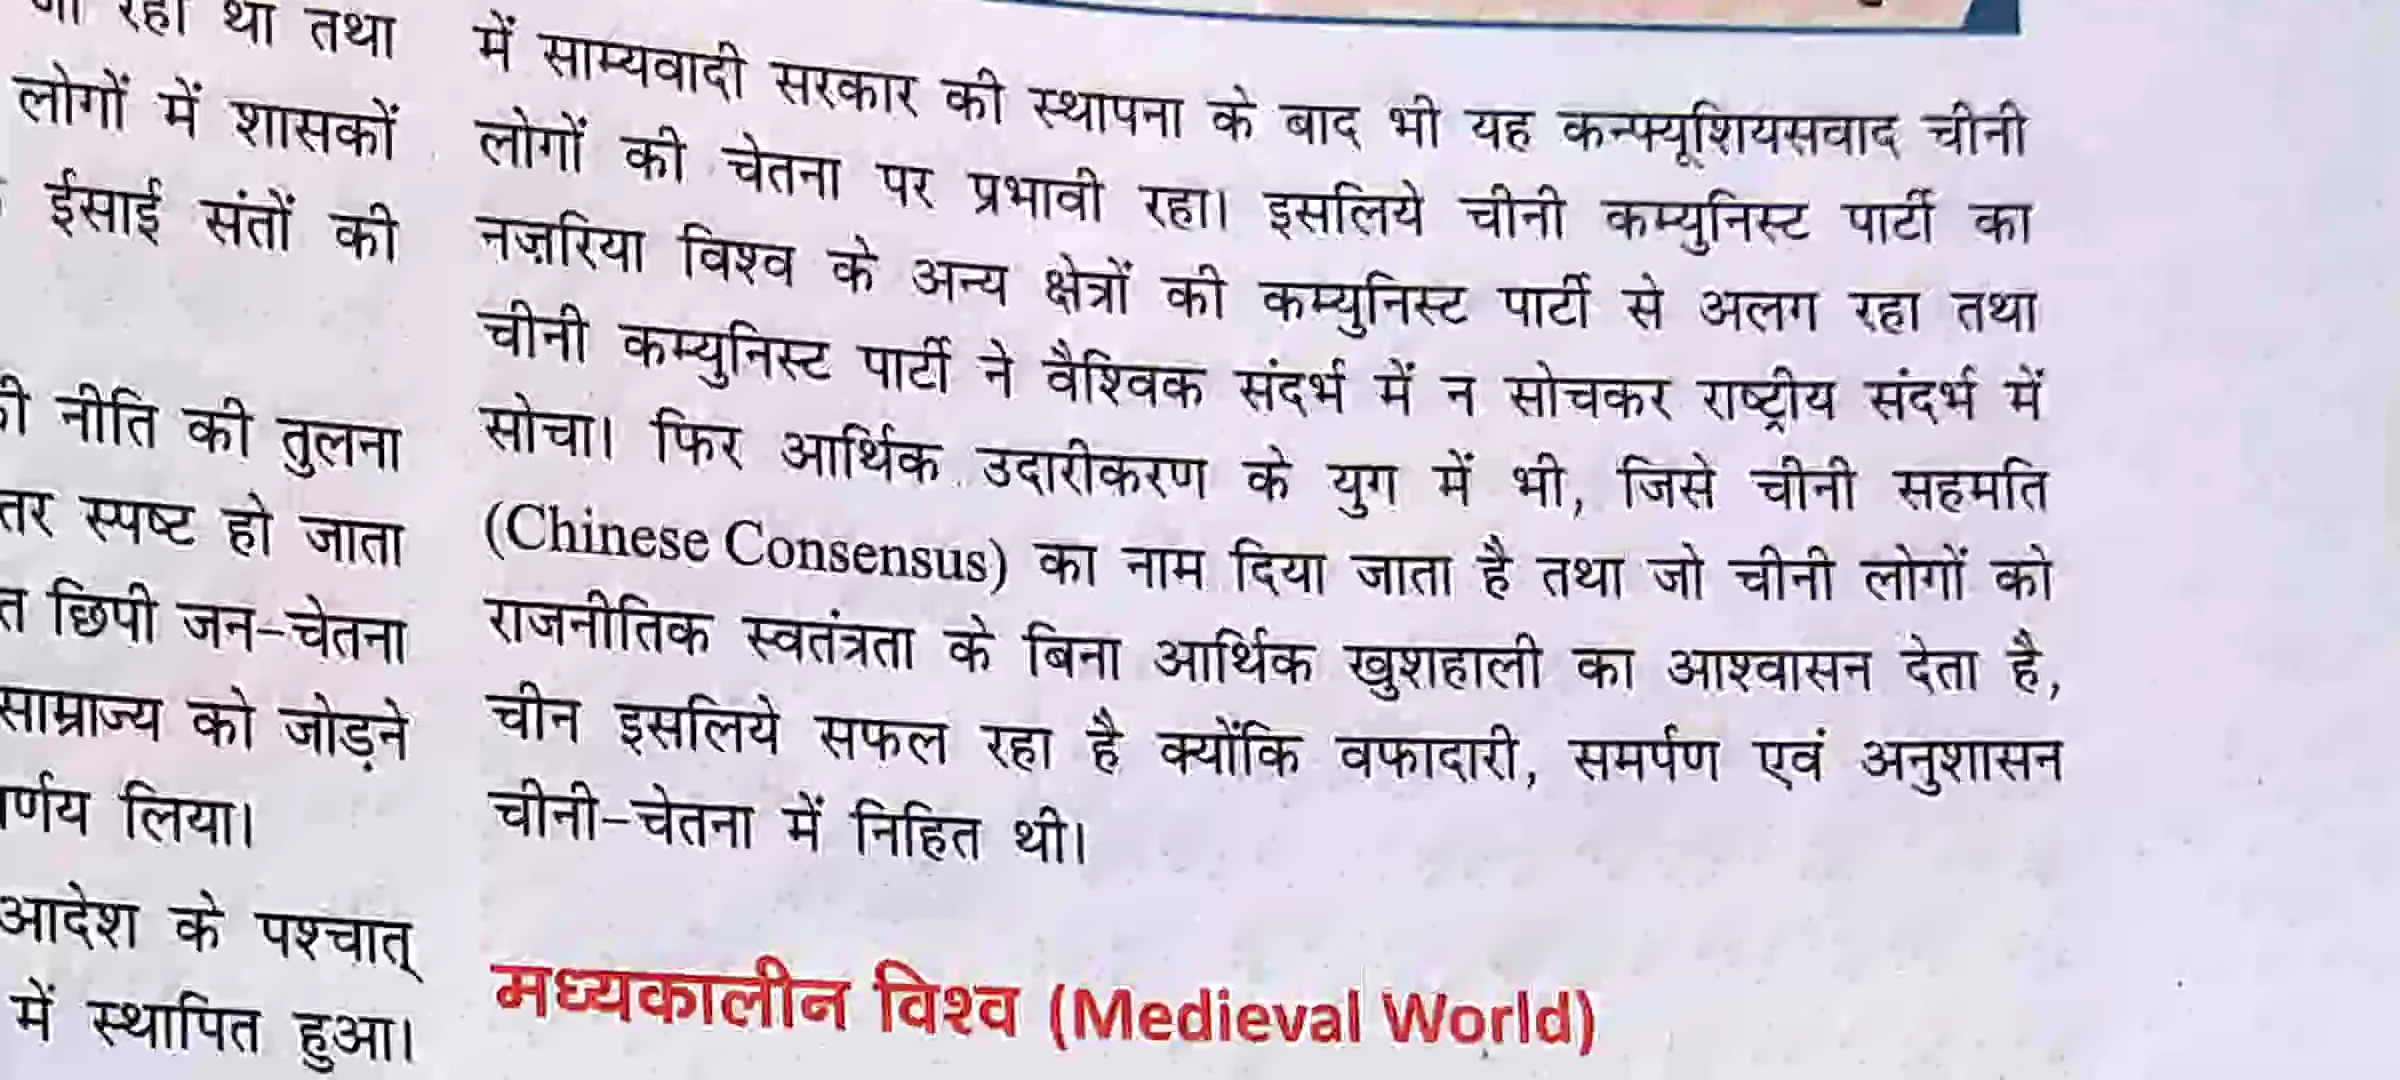 रहा था तथा
लोगों में शासकों
ईसाई संतों की
नीति की तुलना
स्पष्ट हो जाता
छिपी जन-चेतना
साम्राज्य को जोड़ने
लिया।
आदेश के पश्चात्
में स्थापित हुआ।
में साम्यवादी सरकार की स्थापना के बाद भी यह कन्फ्यूशियसवाद चीनी
लोगों की चेतना पर प्रभावी रहा। इसलिये चीनी कम्युनिस्ट पार्टी का
नज़रिया विश्व के अन्य क्षेत्रों की कम्युनिस्ट पार्टी से अलग रहा तथा
चीनी कम्युनिस्ट पार्टी ने वैश्विक संदर्भ में न सोचकर राष्ट्रीय संदर्भ में
सोचा। फिर आर्थिक उदारीकरण के युग में भी, जिसे चीनी सहमति
(Chinese Consensus) का नाम दिया जाता है तथा जो चीनी लोगों को
राजनीतिक स्वतंत्रता के बिना आर्थिक खुशहाली का आश्वासन देता है,
चीन इसलिये सफल रहा है क्योंकि वफादारी, समर्पण एवं अनुशासन
चीनी-चेतना में निहित थी।
मध्यकालीन विश्व (Medieval World)